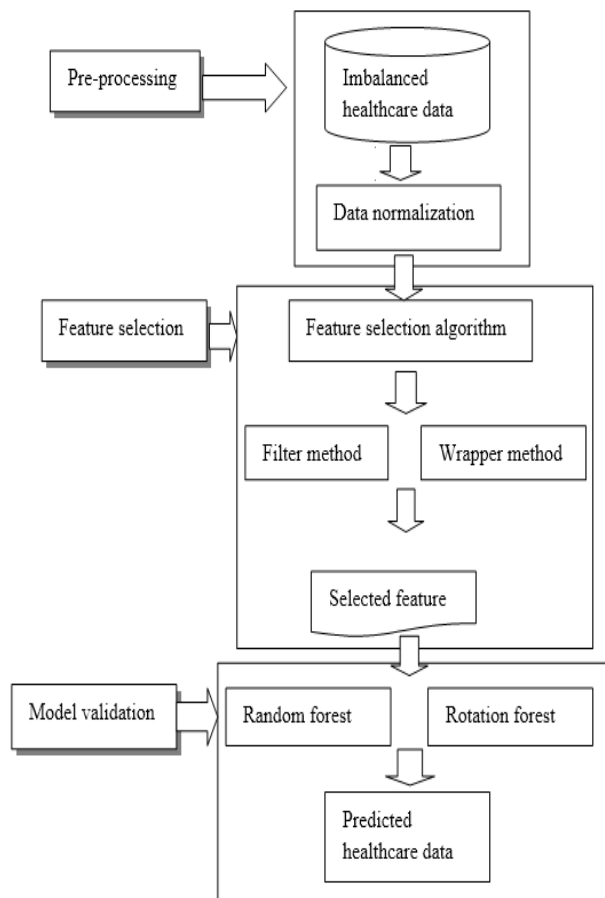 Pre-processing
Imbalanced
healthcare data
Data normalization
Feature selection
Feature selection algorithm
Filter method
Wrapper method
Selected feature
Model validation
Random forest
Rotation forest
Predicted
healthcare data